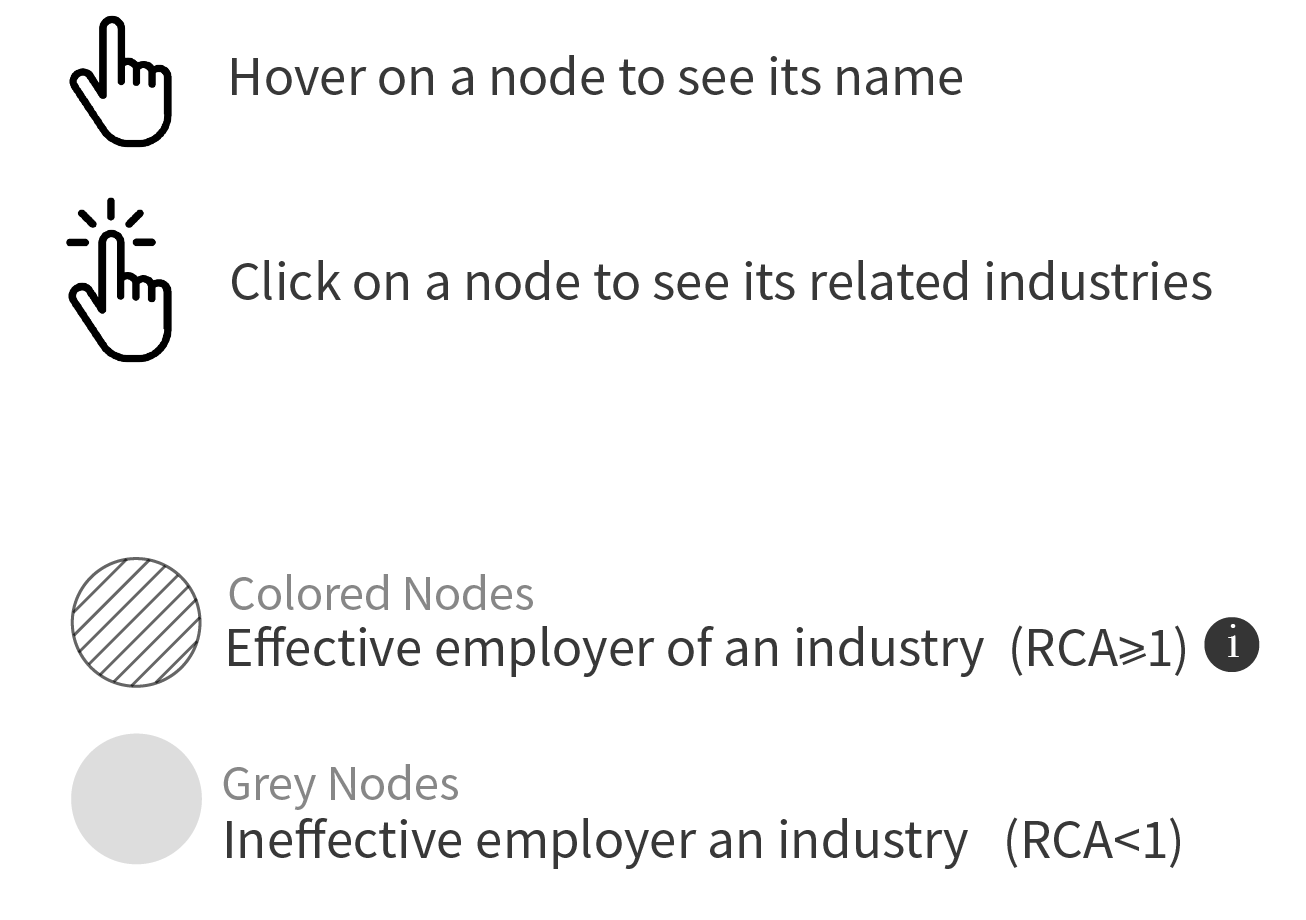 Hover on a node to see its name
Click on a node to see its related industries
Colored Nodes
Effective employer of an industry (RCA⩾1) i
Grey Nodes
Ineffective employer an industry (RCA<1)